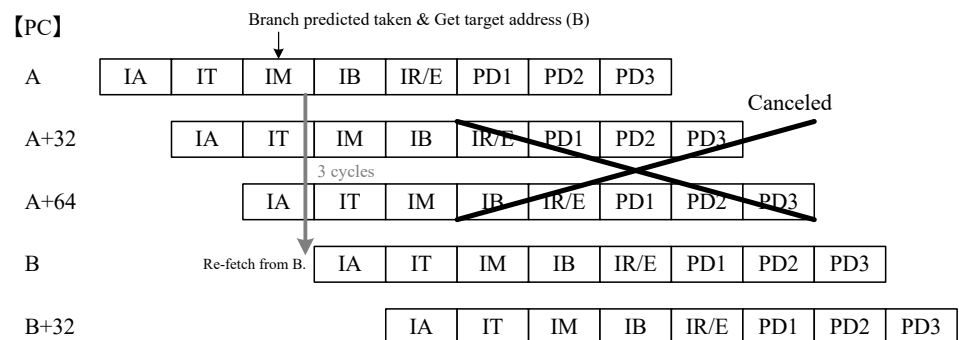 Branch predicted taken & Get target address (B)
【PC】
A IA IT IM IB IR/E PD1 PD2 PD3
Canceled
A+32 IA IT IM IB IR/E PD1 PD2 PD3
3 cycles
A+64 IA IT IM IB IR/E PD1 PD2 PD3
B Re-fetch from B. IA IT IM IB IR/E PD1 PD2 PD3
B+32 IA IT IM IB IR/E PD1 PD2 PD3